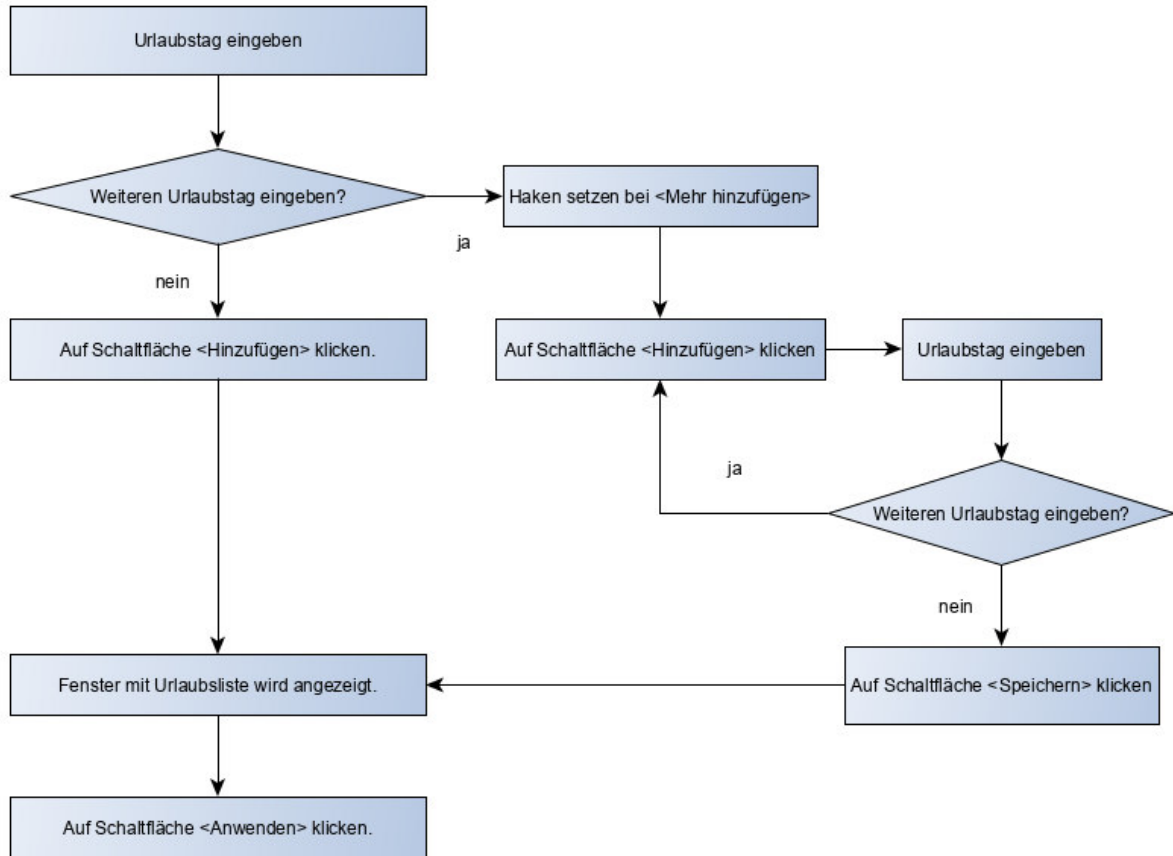 Urlaubstag eingeben
Weiteren Urlaubstag eingeben?
Haken setzen bei <Mehr hinzufügen>
ja
nein
Auf Schaltfläche <Hinzufügen> klicken.
Auf Schaltfläche <Hinzufügen> klicken
Urlaubstag eingeben
ja
Weiteren Urlaubstag eingeben?
nein
Fenster mit Urlaubsliste wird angezeigt.
Auf Schaltfläche <Speichern> klicken
Auf Schaltfläche <Anwenden> klicken.